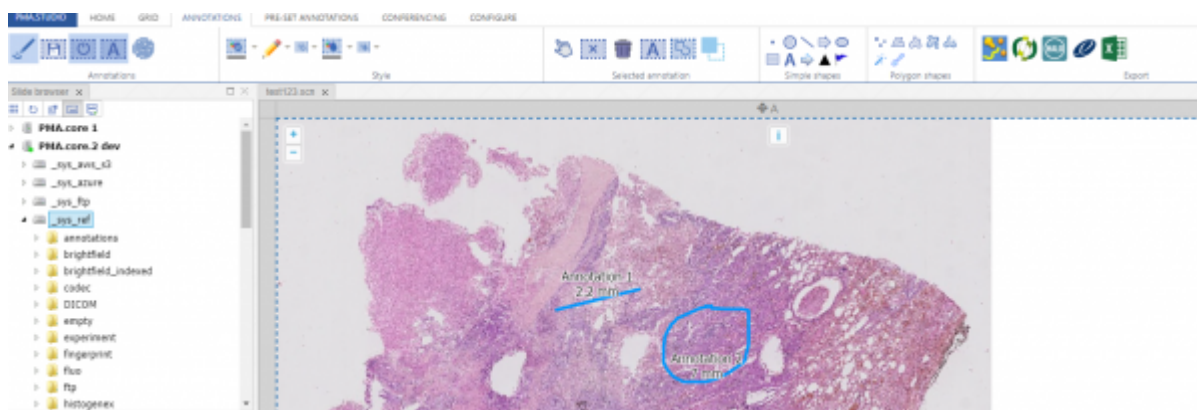 PMA.STUDIO HOME GRID ANNOTATIONS PRE-SET ANNOTATIONS CONFERENCING CONFIGURE
Annotations Style Selected annotation Simple shapes Polygon shapes Export
Slide browser x test123.scn x
A
PMA.core 1
PMA.core.2 dev
_sys_aws_s3
_sys_azure
_sys_ftp
_sys_ref
annotations
brightfield
brightfield_indexed
codec
DICOM
empty
experiment
fingerprint
fluo
ftp
histogenex
Annotation 1
2.2 mm
Annotation 2
7 mm